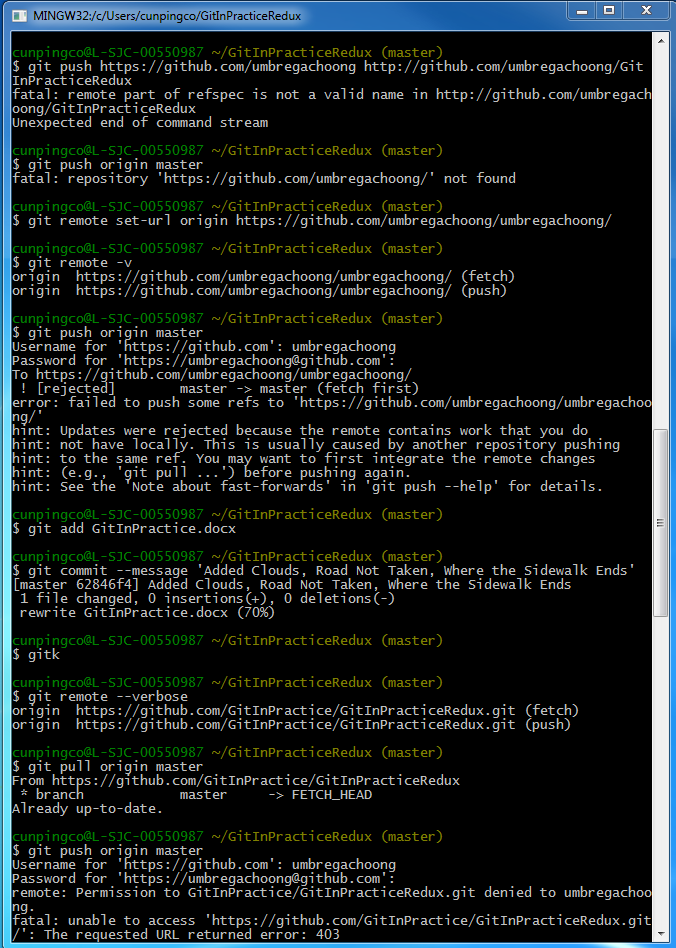 MINGW32:/c/Users/cunpingco/GitInPracticeRedux
cunpingco@L-SJC-00550987 ~/GitInPracticeRedux (master)
$ git push https://github.com/umbregachoong http://github.com/umbregachoong/Git
InPracticeRedux
fatal: remote part of refspec is not a valid name in http://github.com/umbregach
oong/GitInPracticeRedux
Unexpected end of command stream
cunpingco@L-SJC-00550987 ~/GitInPracticeRedux (master)
$ git push origin master
fatal: repository 'https://github.com/umbregachoong/' not found
cunpingco@L-SJC-00550987 ~/GitInPracticeRedux (master)
$ git remote set-url origin https://github.com/umbregachoong/umbregachoong/
cunpingco@L-SJC-00550987 ~/GitInPracticeRedux (master)
$ git remote -v
origin  https://github.com/umbregachoong/umbregachoong/ (fetch)
origin  https://github.com/umbregachoong/umbregachoong/ (push)
cunpingco@L-SJC-00550987 ~/GitInPracticeRedux (master)
$ git push origin master
Username for 'https://github.com': umbregachoong
Password for 'https://umbregachoong@github.com':
To https://github.com/umbregachoong/umbregachoong/
 ! [rejected]        master -> master (fetch first)
error: failed to push some refs to 'https://github.com/umbregachoong/umbregachoo
ng/'
hint: Updates were rejected because the remote contains work that you do
hint: not have locally. This is usually caused by another repository pushing
hint: to the same ref. You may want to first integrate the remote changes
hint: (e.g., 'git pull ...') before pushing again.
hint: See the 'Note about fast-forwards' in 'git push --help' for details.
cunpingco@L-SJC-00550987 ~/GitInPracticeRedux (master)
$ git add GitInPractice.docx
cunpingco@L-SJC-00550987 ~/GitInPracticeRedux (master)
$ git commit --message 'Added Clouds, Road Not Taken, Where the Sidewalk Ends'
[master 62846f4] Added Clouds, Road Not Taken, Where the Sidewalk Ends
 1 file changed, 0 insertions(+), 0 deletions(-)
 rewrite GitInPractice.docx (70%)
cunpingco@L-SJC-00550987 ~/GitInPracticeRedux (master)
$ gitk
cunpingco@L-SJC-00550987 ~/GitInPracticeRedux (master)
$ git remote --verbose
origin  https://github.com/GitInPractice/GitInPracticeRedux.git (fetch)
origin  https://github.com/GitInPractice/GitInPracticeRedux.git (push)
cunpingco@L-SJC-00550987 ~/GitInPracticeRedux (master)
$ git pull origin master
From https://github.com/GitInPractice/GitInPracticeRedux
 * branch            master     -> FETCH_HEAD
Already up-to-date.
cunpingco@L-SJC-00550987 ~/GitInPracticeRedux (master)
$ git push origin master
Username for 'https://github.com': umbregachoong
Password for 'https://umbregachoong@github.com':
remote: Permission to GitInPractice/GitInPracticeRedux.git denied to umbregachoo
ng.
fatal: unable to access 'https://github.com/GitInPractice/GitInPracticeRedux.git
/': The requested URL returned error: 403